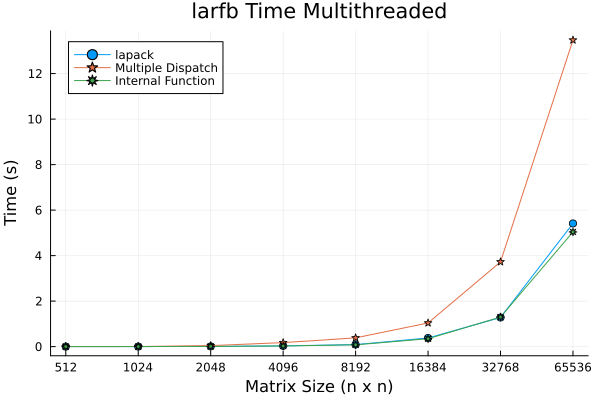 larfb Time Multithreaded
lapack
Multiple Dispatch
Internal Function
Time (s)
12
10
8
6
4
2
0
512 1024 2048 4096 8192 16384 32768 65536
Matrix Size (n x n)